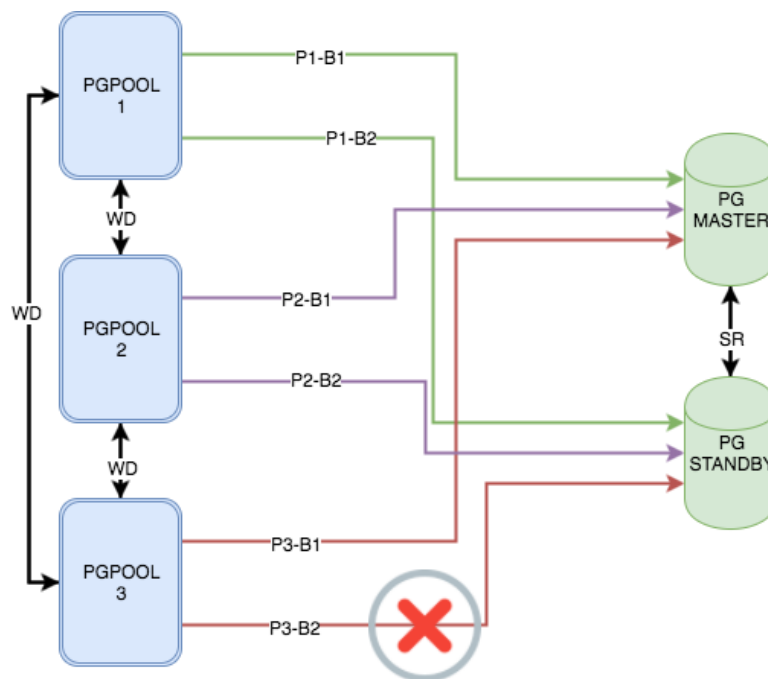 PGPOOL
1
P1-B1
P1-B2
WD
PG
MASTER
PGPOOL
2
P2-B1
P2-B2
WD
SR
WD
PG
STANDBY
PGPOOL
3
P3-B1
P3-B2